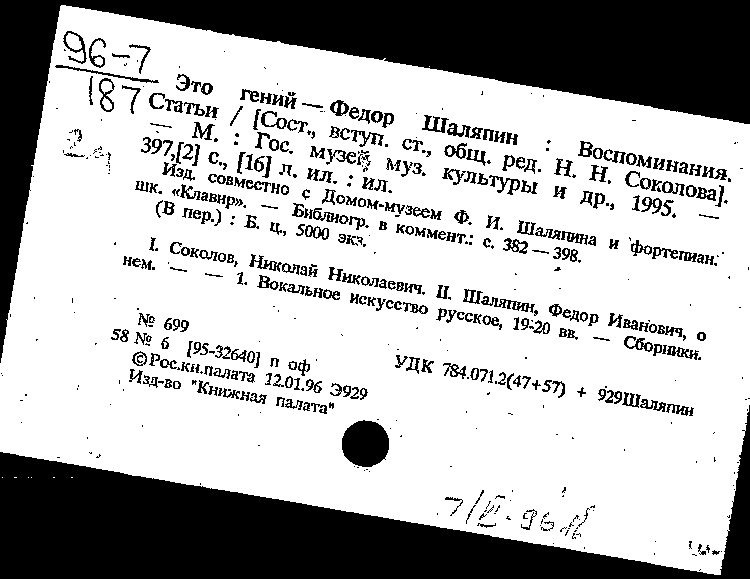 96-7
187
Это гений — Федор Шаляпин : Воспоминания.
Статьи / [Сост., вступ. ст., общ. ред. Н. Н. Соколова].
— М. : Гос. музей муз. культуры и др., 1995. —
397,[2] с., [16] л. ил. : ил.
Изд. совместно с Домом-музеем Ф. И. Шаляпина и фортепиан.
шк. «Клавир». — Библиогр. в коммент.: с. 382—398.
(В пер.) : Б. ц., 5000 экз.
I. Соколов, Николай Николаевич. II. Шаляпин, Федор Иванович, о
нем. — — 1. Вокальное искусство русское, 19-20 вв. — Сборники.
№ 699
УДК 784.071.2(47+57) + 929Шаляпин
58 № 6 [95-32640] п оф
©Рос.кн.палата 12.01.96 Э929
Изд-во "Книжная палата"
7/VI-96